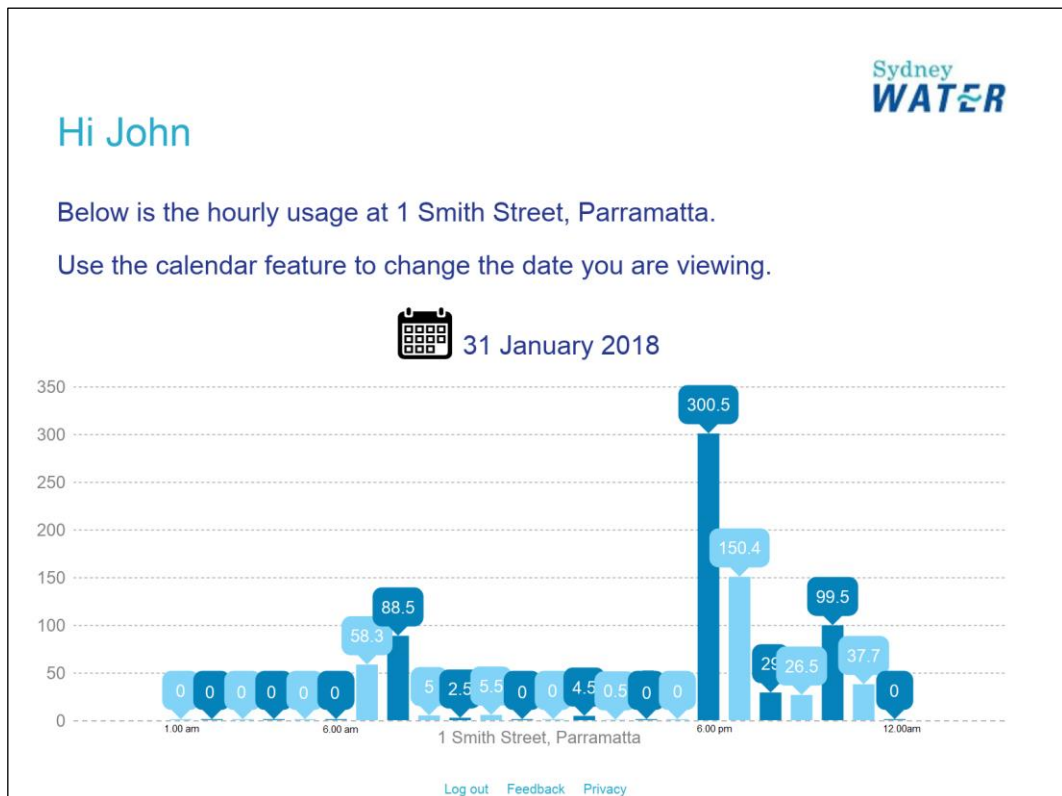 Sydney
WATER
Hi John
Below is the hourly usage at 1 Smith Street, Parramatta.
Use the calendar feature to change the date you are viewing.
31 January 2018
350
300
250
200
150
100
50
0
0 0 0 0 0 0 58.3 88.5 5 2.5 5.5 0 0 4.5 0.5 0 0 300.5 150.4 29 26.5 99.5 37.7 0
1.00 am 6.00 am 6:00 pm 12.00am
1 Smith Street, Parramatta
Log out Feedback Privacy